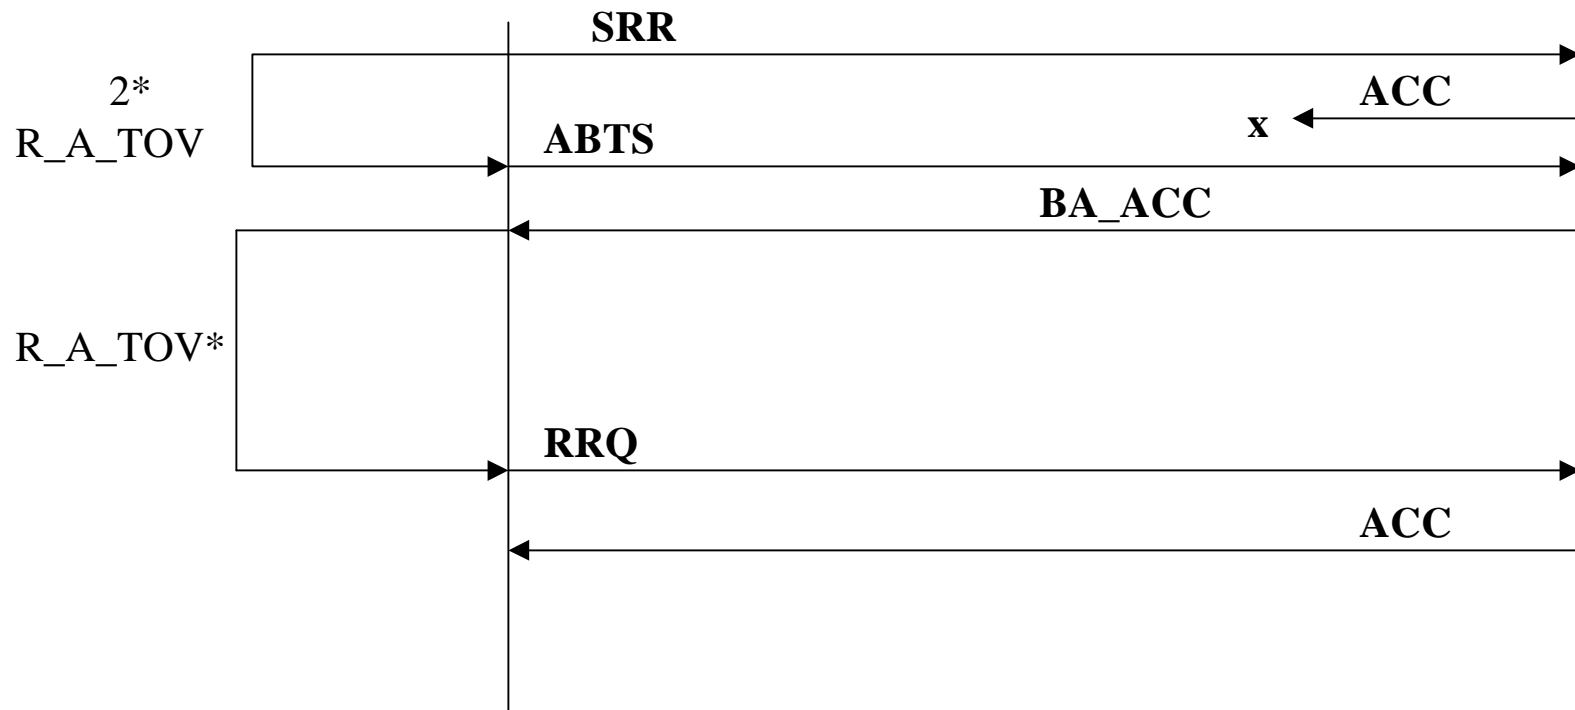 SRR
2*
R_A_TOV
ACC
x
ABTS
BA_ACC
R_A_TOV*
RRQ
ACC